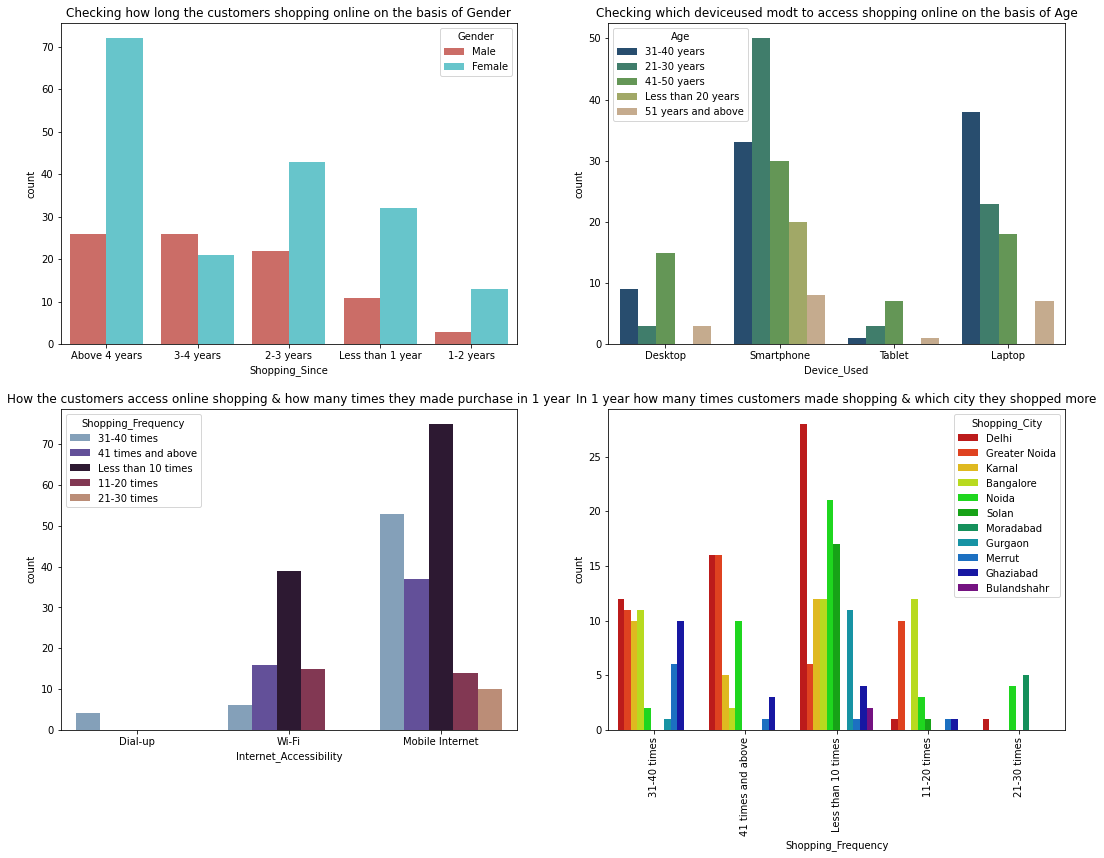 Checking how long the customers shopping online on the basis of Gender
70
60
50
40
30
20
10
0
count
Gender
Male
Female
Above 4 years
3-4 years
2-3 years
Less than 1 year
1-2 years
Shopping_Since
Checking which deviceused modt to access shopping online on the basis of Age
50
40
30
20
10
0
count
Age
31-40 years
21-30 years
41-50 yaers
Less than 20 years
51 years and above
Desktop
Smartphone
Tablet
Laptop
Device_Used
How the customers access online shopping & how many times they made purchase in 1 year
70
60
50
40
30
20
10
0
count
Shopping_Frequency
31-40 times
41 times and above
Less than 10 times
11-20 times
21-30 times
Dial-up
Wi-Fi
Mobile Internet
Internet_Accessibility
In 1 year how many times customers made shopping & which city they shopped more
25
20
15
10
5
0
count
Shopping_City
Delhi
Greater Noida
Karnal
Bangalore
Noida
Solan
Moradabad
Gurgaon
Merrut
Ghaziabad
Bulandshahr
31-40 times
41 times and above
Less than 10 times
11-20 times
21-30 times
Shopping_Frequency